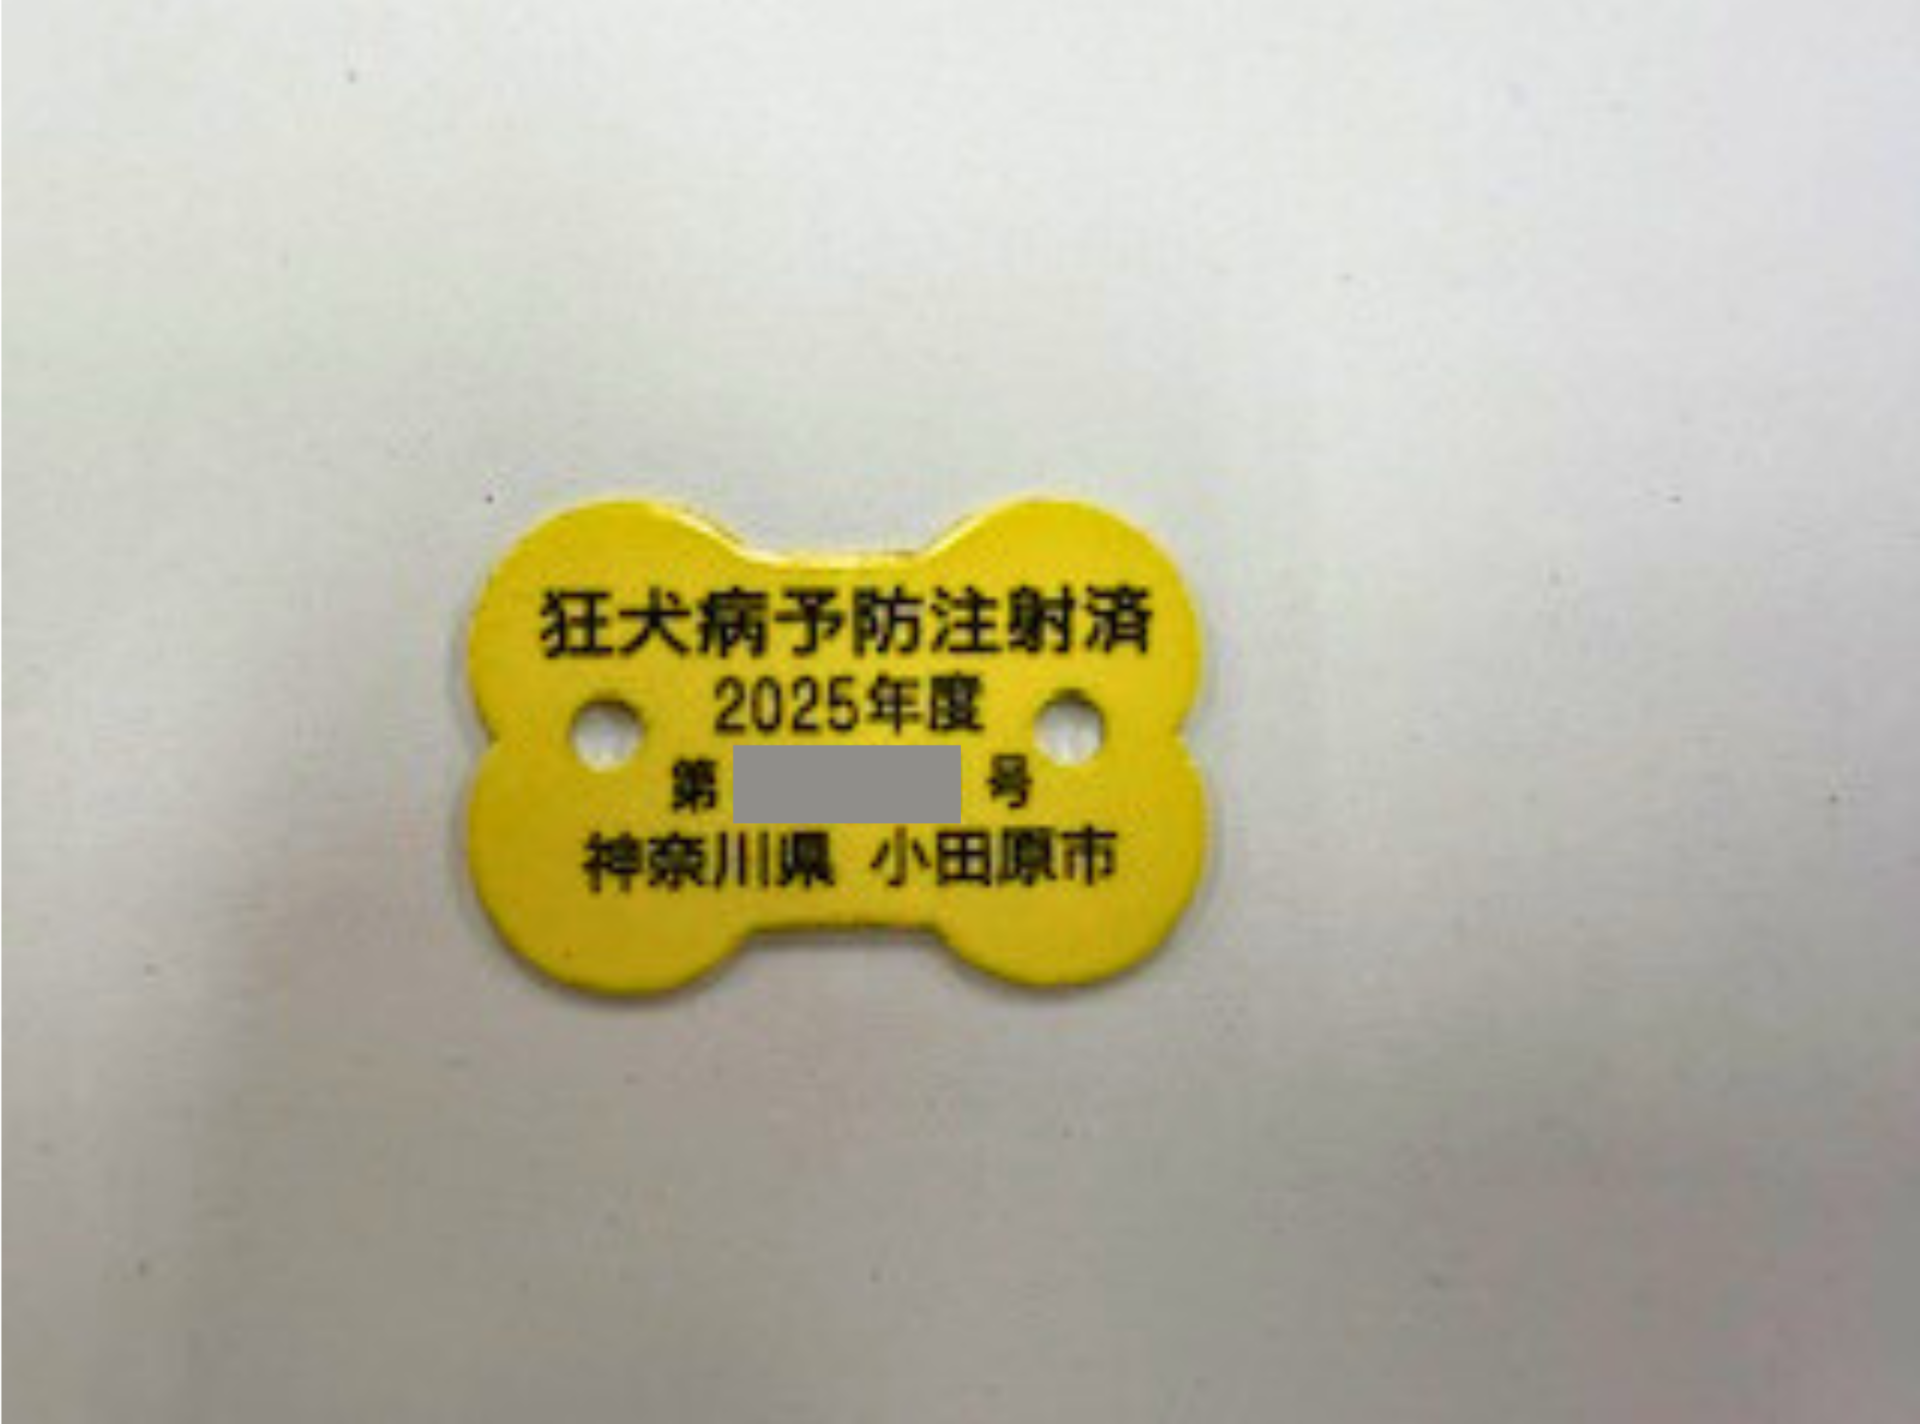 狂犬病予防注射済
2025年度
第 号
神奈川県 小田原市